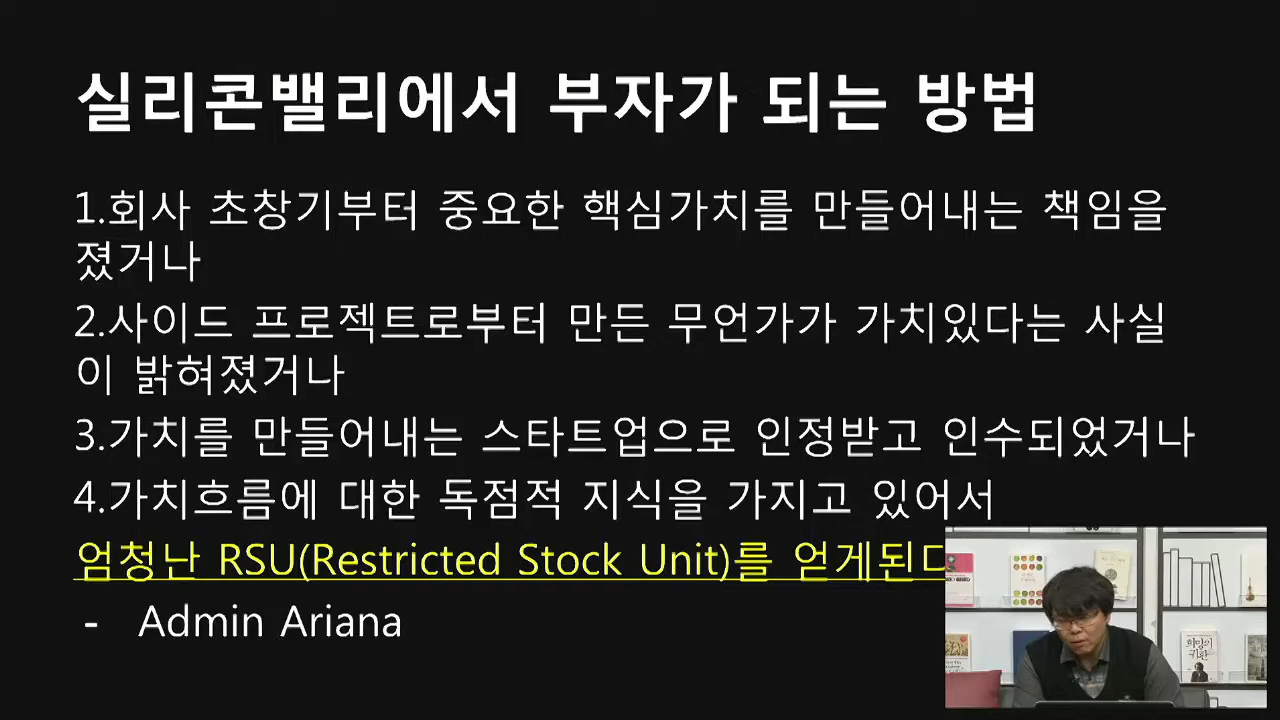 실리콘밸리에서 부자가 되는 방법
1.회사 초창기부터 중요한 핵심가치를 만들어내는 책임을
졌거나
2.사이드 프로젝트로부터 만든 무언가가 가치있다는 사실
이 밝혀졌거나
3.가치를 만들어내는 스타트업으로 인정받고 인수되었거나
4.가치흐름에 대한 독점적 지식을 가지고 있어서
엄청난 RSU(Restricted Stock Unit)를 얻게된다
- Admin Ariana
희망의
귀환